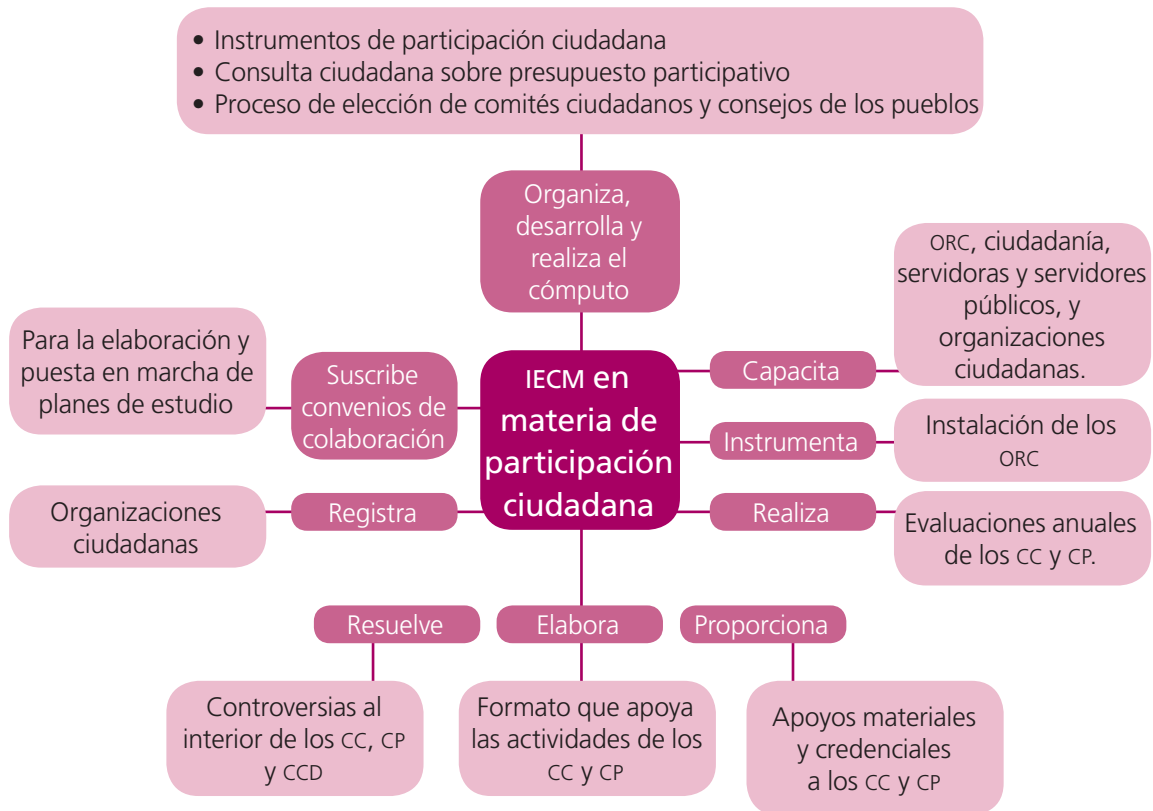 • Instrumentos de participación ciudadana
• Consulta ciudadana sobre presupuesto participativo
• Proceso de elección de comités ciudadanos y consejos de los pueblos
Organiza,
desarrolla y
realiza el
cómputo
ORC, ciudadanía,
servidoras y servidores
públicos, y
organizaciones
ciudadanas.
Para la elaboración y
puesta en marcha de
planes de estudio
Suscribe
convenios de
colaboración
IECM en
materia de
participación
ciudadana
Capacita
Instrumenta
Instalación de los
ORC
Organizaciones
ciudadanas
Registra
Realiza
Evaluaciones anuales
de los CC y CP.
Resuelve
Elabora
Proporciona
Controversias al
interior de los CC, CP
y CCD
Formato que apoya
las actividades de los
CC y CP
Apoyos materiales
y credenciales
a los CC y CP